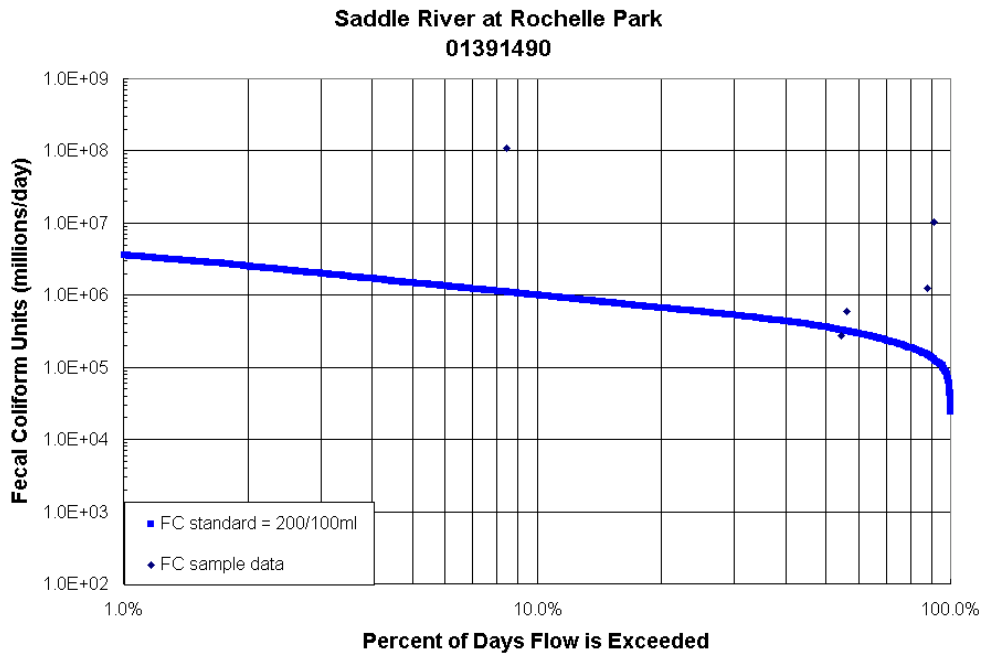 Saddle River at Rochelle Park
01391490
Fecal Coliform Units (millions/day)
1.0E+09
1.0E+08
1.0E+07
1.0E+06
1.0E+05
1.0E+04
1.0E+03
1.0E+02
FC standard = 200/100ml
FC sample data
1.0%
10.0%
100.0%
Percent of Days Flow is Exceeded